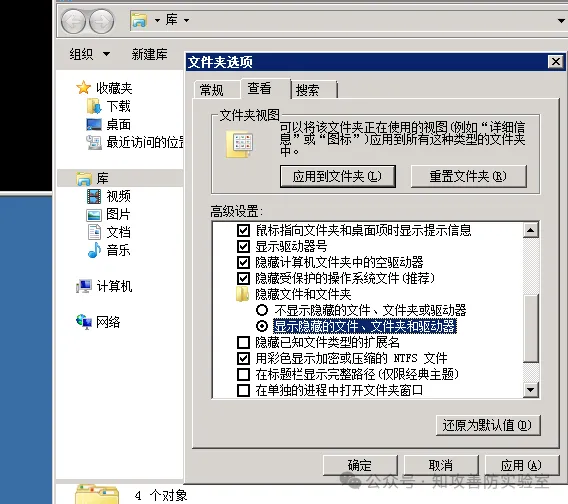 库
组织
新建库
文件夹选项
常规
查看
搜索
收藏夹
下载
桌面
最近访问的位
库
视频
图片
文档
音乐
计算机
网络
文件夹视图
可以将该文件夹正在使用的视图(例如“详细信
息”或“图标”)应用到所有这种类型的文件夹
中。
应用到文件夹(L)
重置文件夹(R)
高级设置:
鼠标指向文件夹和桌面项时显示提示信息
显示驱动器号
隐藏计算机文件夹中的空驱动器
隐藏受保护的操作系统文件(推荐)
隐藏文件和文件夹
不显示隐藏的文件、文件夹或驱动器
显示隐藏的文件、文件夹和驱动器
隐藏已知文件类型的扩展名
用彩色显示加密或压缩的 NTFS 文件
在标题栏显示完整路径(仅限经典主题)
在单独的进程中打开文件夹窗口
还原为默认值(D)
确定
取消
应用(A)
4 个对象
公众号 · 知攻善防实验室